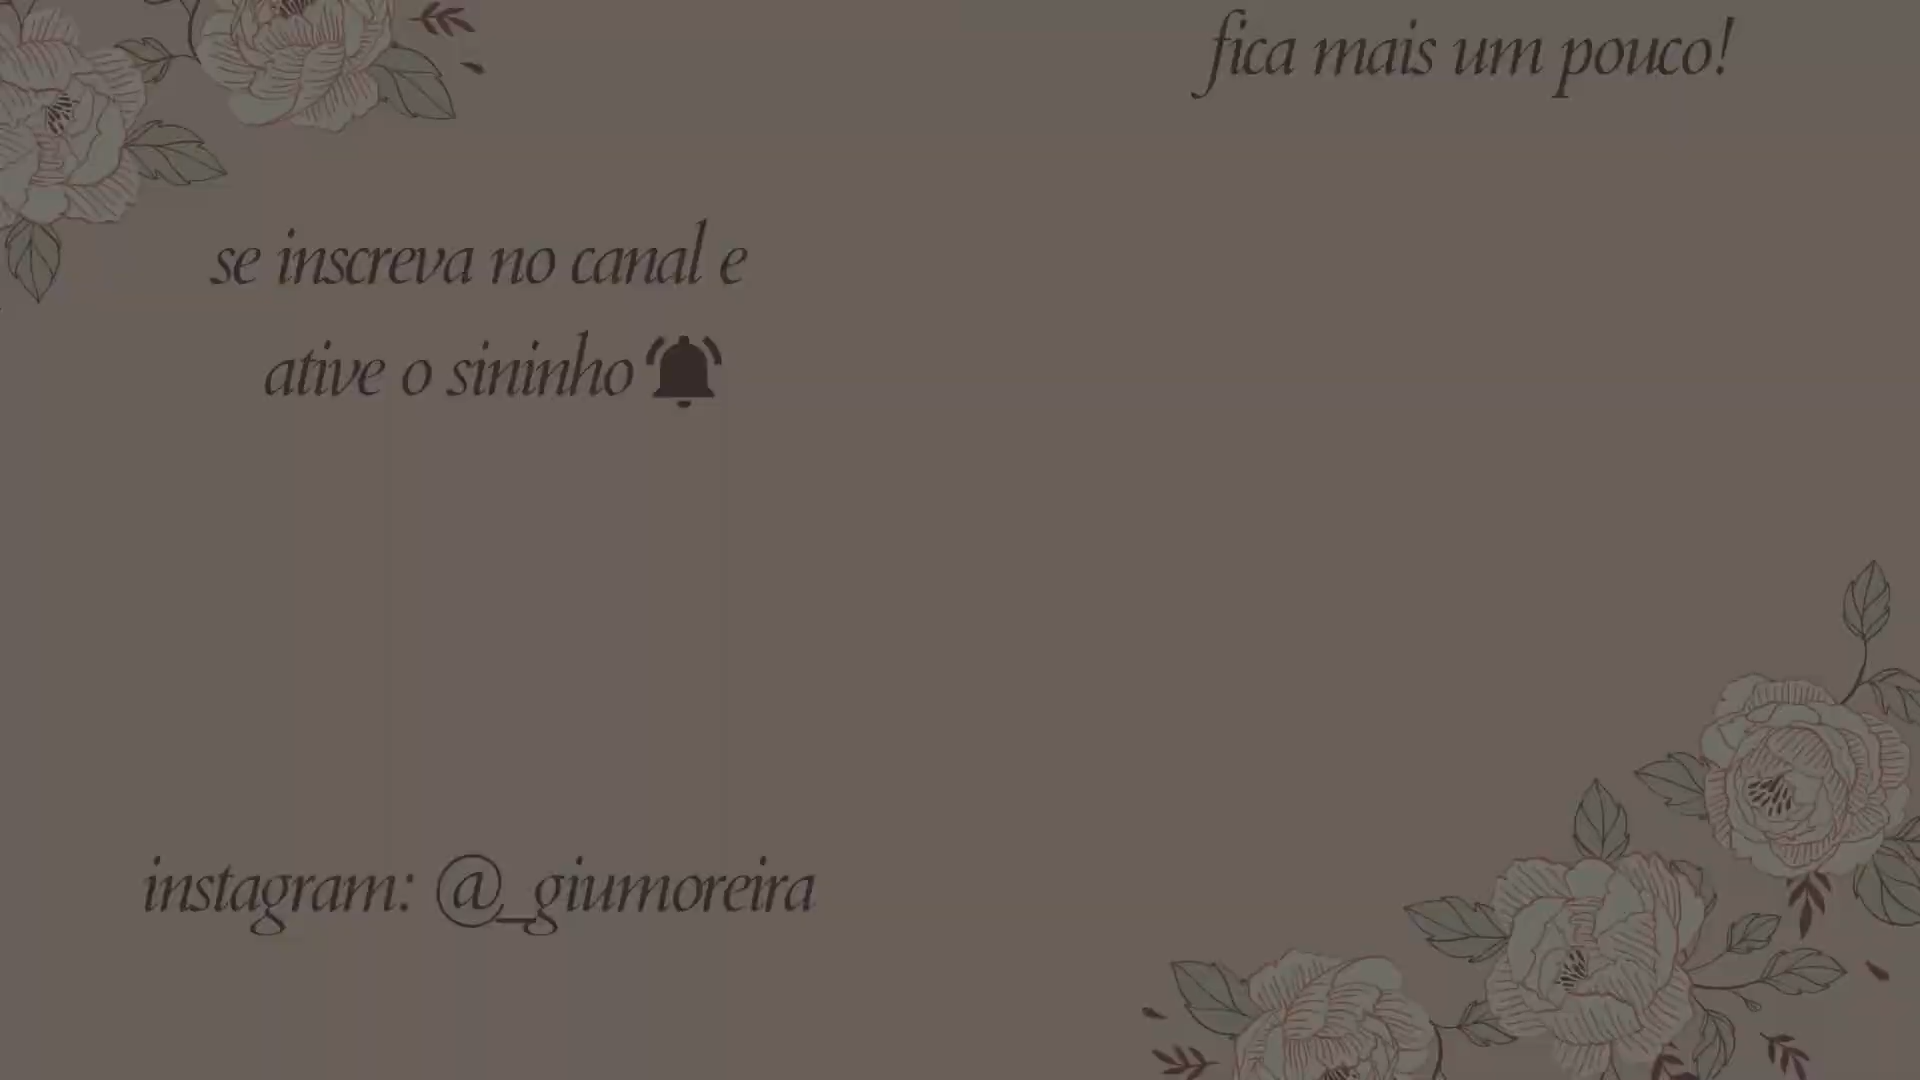 fica mais um pouco!
se inscreva no canal e
ative o sininho
instagram: @_giumoreira